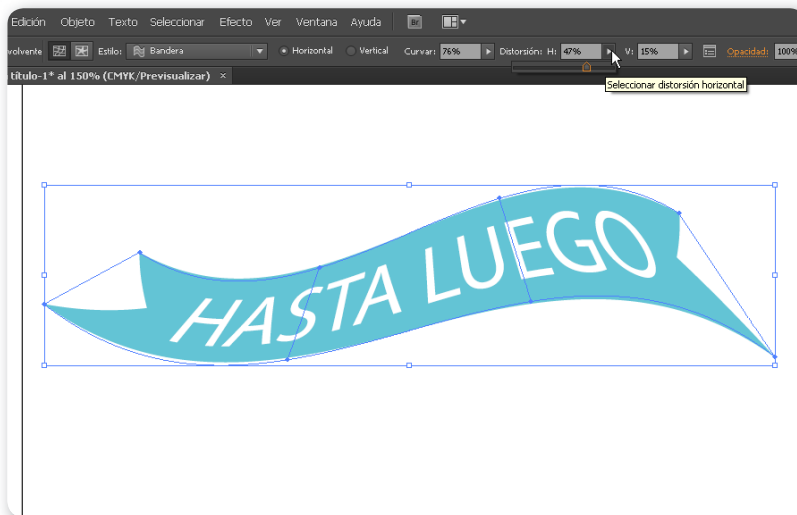 Edición Objeto Texto Seleccionar Efecto Ver Ventana Ayuda Br
volvente Estilo: Bandera Horizontal Vertical Curvar: 76% Distorsión: H: 47% V: 15% Opacidad: 100%
título-1* al 150% (CMYK/Previsualizar) ×
Seleccionar distorsión horizontal
HASTA LUEGO